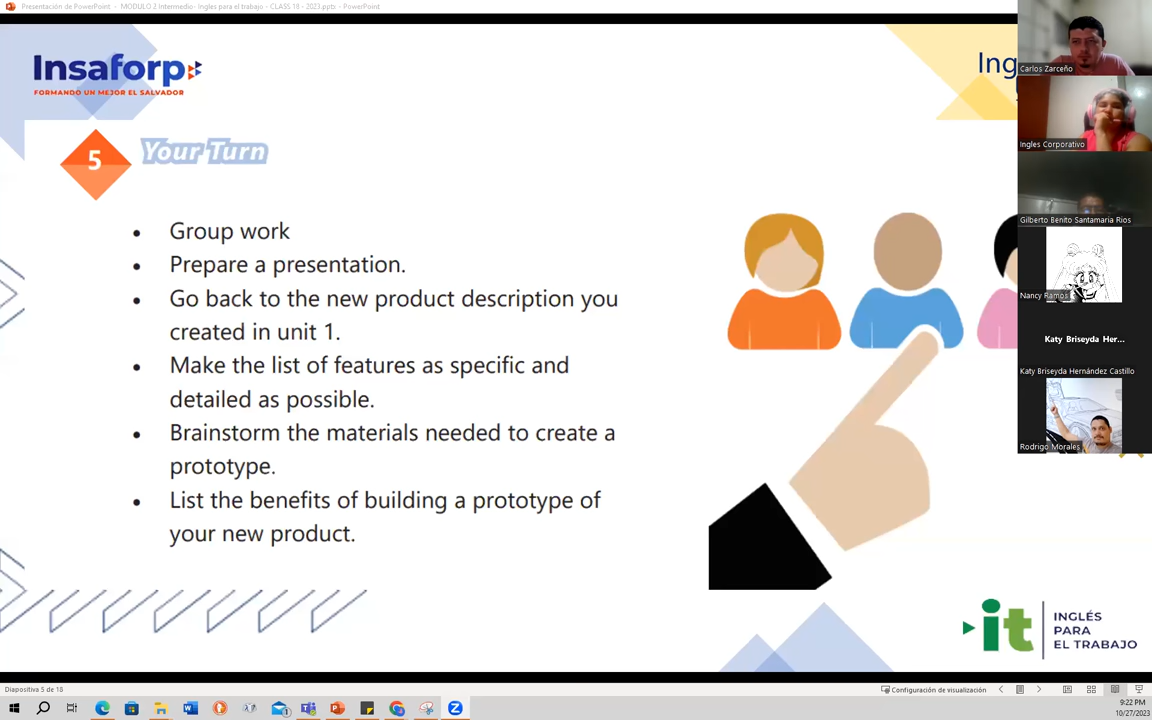 Presentación de PowerPoint - MODULO 2 Intermedio- Ingles para el trabajo - CLASS 18 - 2023.pptx - PowerPoint
Insaforp
FORMANDO UN MEJOR EL SALVADOR
Ing
5
Your Turn
• Group work
• Prepare a presentation.
• Go back to the new product description you
created in unit 1.
• Make the list of features as specific and
detailed as possible.
• Brainstorm the materials needed to create a
prototype.
• List the benefits of building a prototype of
your new product.
Carlos Zarceño
Ingles Corporativo
Gilberto Benito Santamaria Rios
Nancy Ramos
Katy Briseyda Her...
Katy Briseyda Hernández Castillo
Rodrigo Morales
it
INGLÉS
PARA
EL TRABAJO
Diapositiva 5 de 18
Configuración de visualización
9:22 PM
10/27/2023